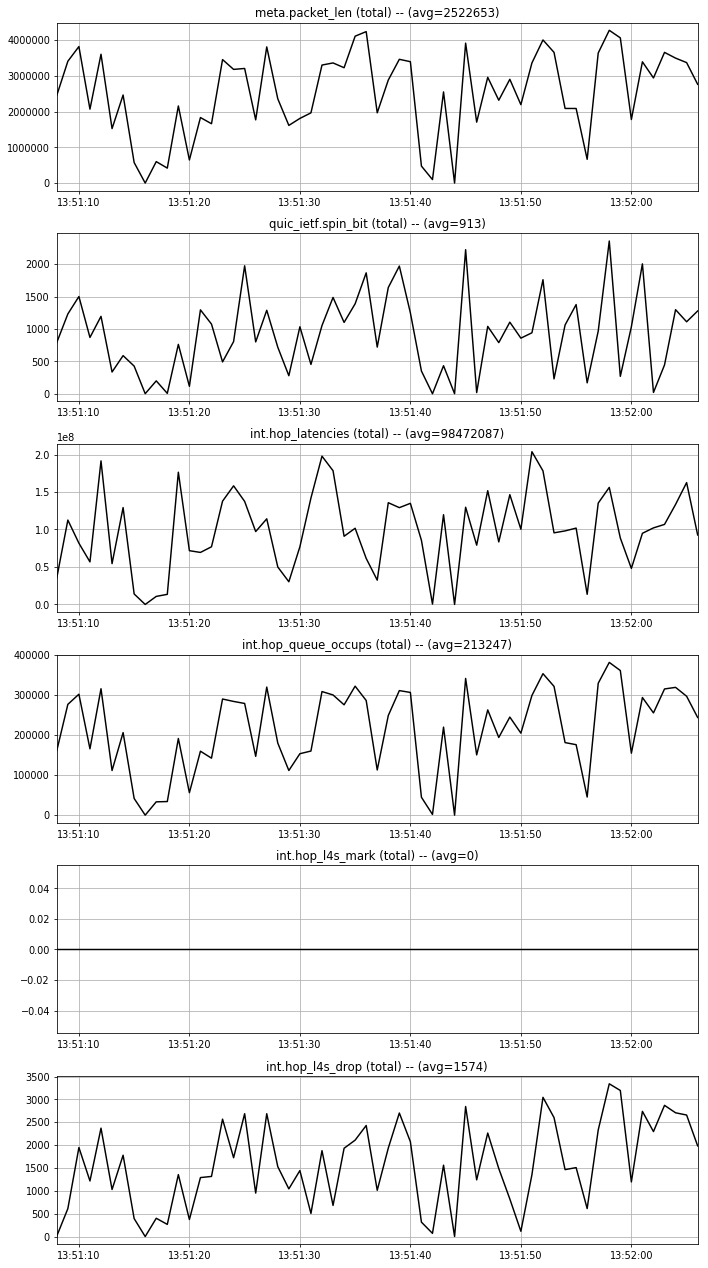 meta.packet_len (total) -- (avg=2522653)
4000000
3000000
2000000
1000000
0
13:51:10 13:51:20 13:51:30 13:51:40 13:51:50 13:52:00
quic_ietf.spin_bit (total) -- (avg=913)
2000
1500
1000
500
0
13:51:10 13:51:20 13:51:30 13:51:40 13:51:50 13:52:00
int.hop_latencies (total) -- (avg=98472087)
1e8
2.0
1.5
1.0
0.5
0.0
13:51:10 13:51:20 13:51:30 13:51:40 13:51:50 13:52:00
int.hop_queue_occups (total) -- (avg=213247)
400000
300000
200000
100000
0
13:51:10 13:51:20 13:51:30 13:51:40 13:51:50 13:52:00
int.hop_l4s_mark (total) -- (avg=0)
0.04
0.02
0.00
−0.02
−0.04
13:51:10 13:51:20 13:51:30 13:51:40 13:51:50 13:52:00
int.hop_l4s_drop (total) -- (avg=1574)
3500
3000
2500
2000
1500
1000
500
0
13:51:10 13:51:20 13:51:30 13:51:40 13:51:50 13:52:00